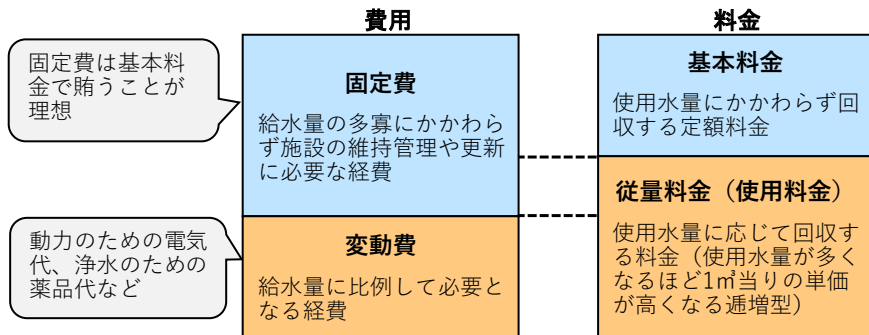 費用
料金
固定費は基本料
金で賄うことが
理想
固定費
給水量の多寡にかかわら
ず施設の維持管理や更新
に必要な経費
基本料金
使用水量にかかわらず回
収する定額料金
動力のための電気
代、浄水のための
薬品代など
変動費
給水量に比例して必要と
なる経費
従量料金（使用料金）
使用水量に応じて回収す
る料金（使用水量が多く
なるほど1㎥当りの単価
が高くなる逓増型）